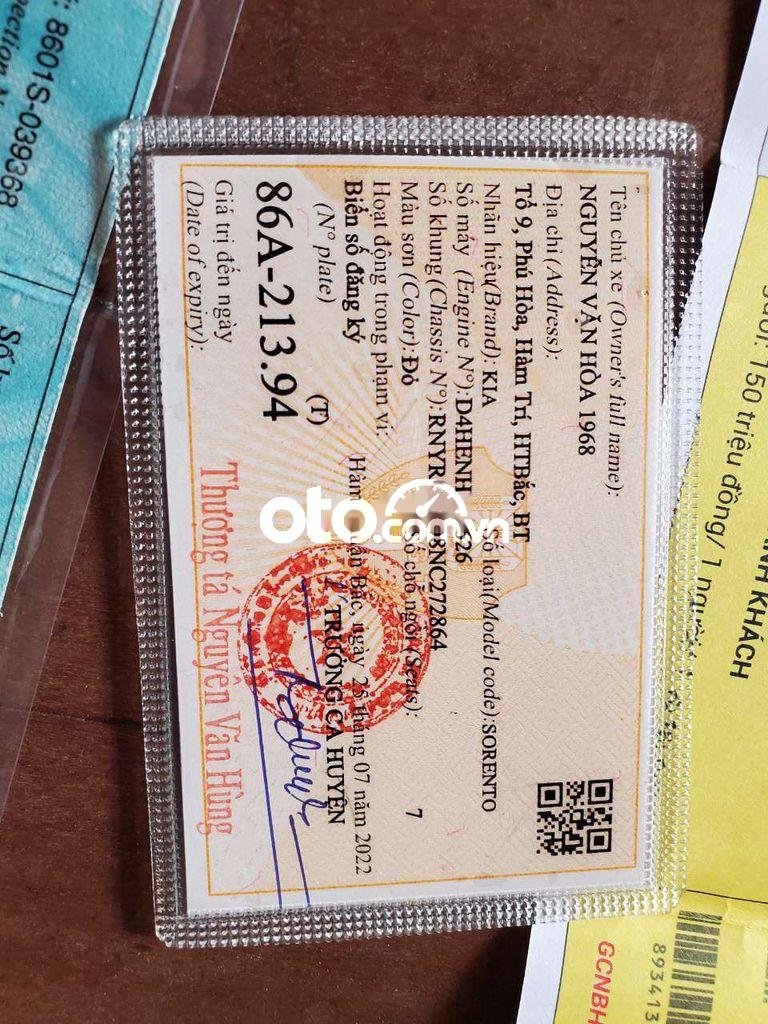 Tên chủ xe (Owner's full name):
NGUYỄN VĂN HÒA 1968
Địa chỉ (Address):
Tổ 9, Phú Hòa, Hàm Trí, HTBắc, BT
Nhãn hiệu(Brand): KIA Số loại(Model code):SORENTO
Số máy (Engine N°):D4HENH 526
Số khung(Chassis N°):RNYR 8NC272864
Màu sơn (Color): Đỏ Số chỗ ngồi (Seats): 7
Hoạt động trong phạm vi:
Biển số đăng ký
(N° plate)
86A-213.94 (T)
Giá trị đến ngày
(Date of expiry):
Hàm Bắc, ngày 25 tháng 07 năm 2022
TRƯỞNG CA HUYỆN
Thượng tá Nguyễn Văn Hùng
oto.com.vn
8601S-039368
150 triệu đồng/ 1 người
KHÁCH
GCNBH
893413